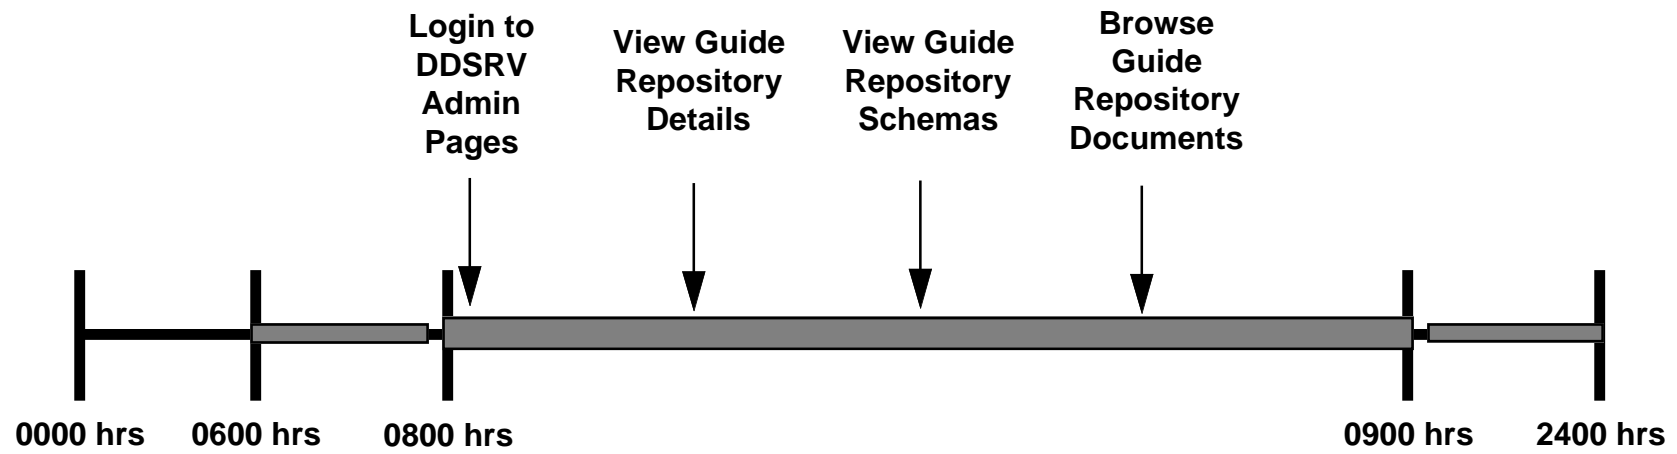 Login to
DDSRV
Admin
Pages
View Guide
Repository
Details
View Guide
Repository
Schemas
Browse
Guide
Repository
Documents
0000 hrs
0600 hrs
0800 hrs
0900 hrs
2400 hrs